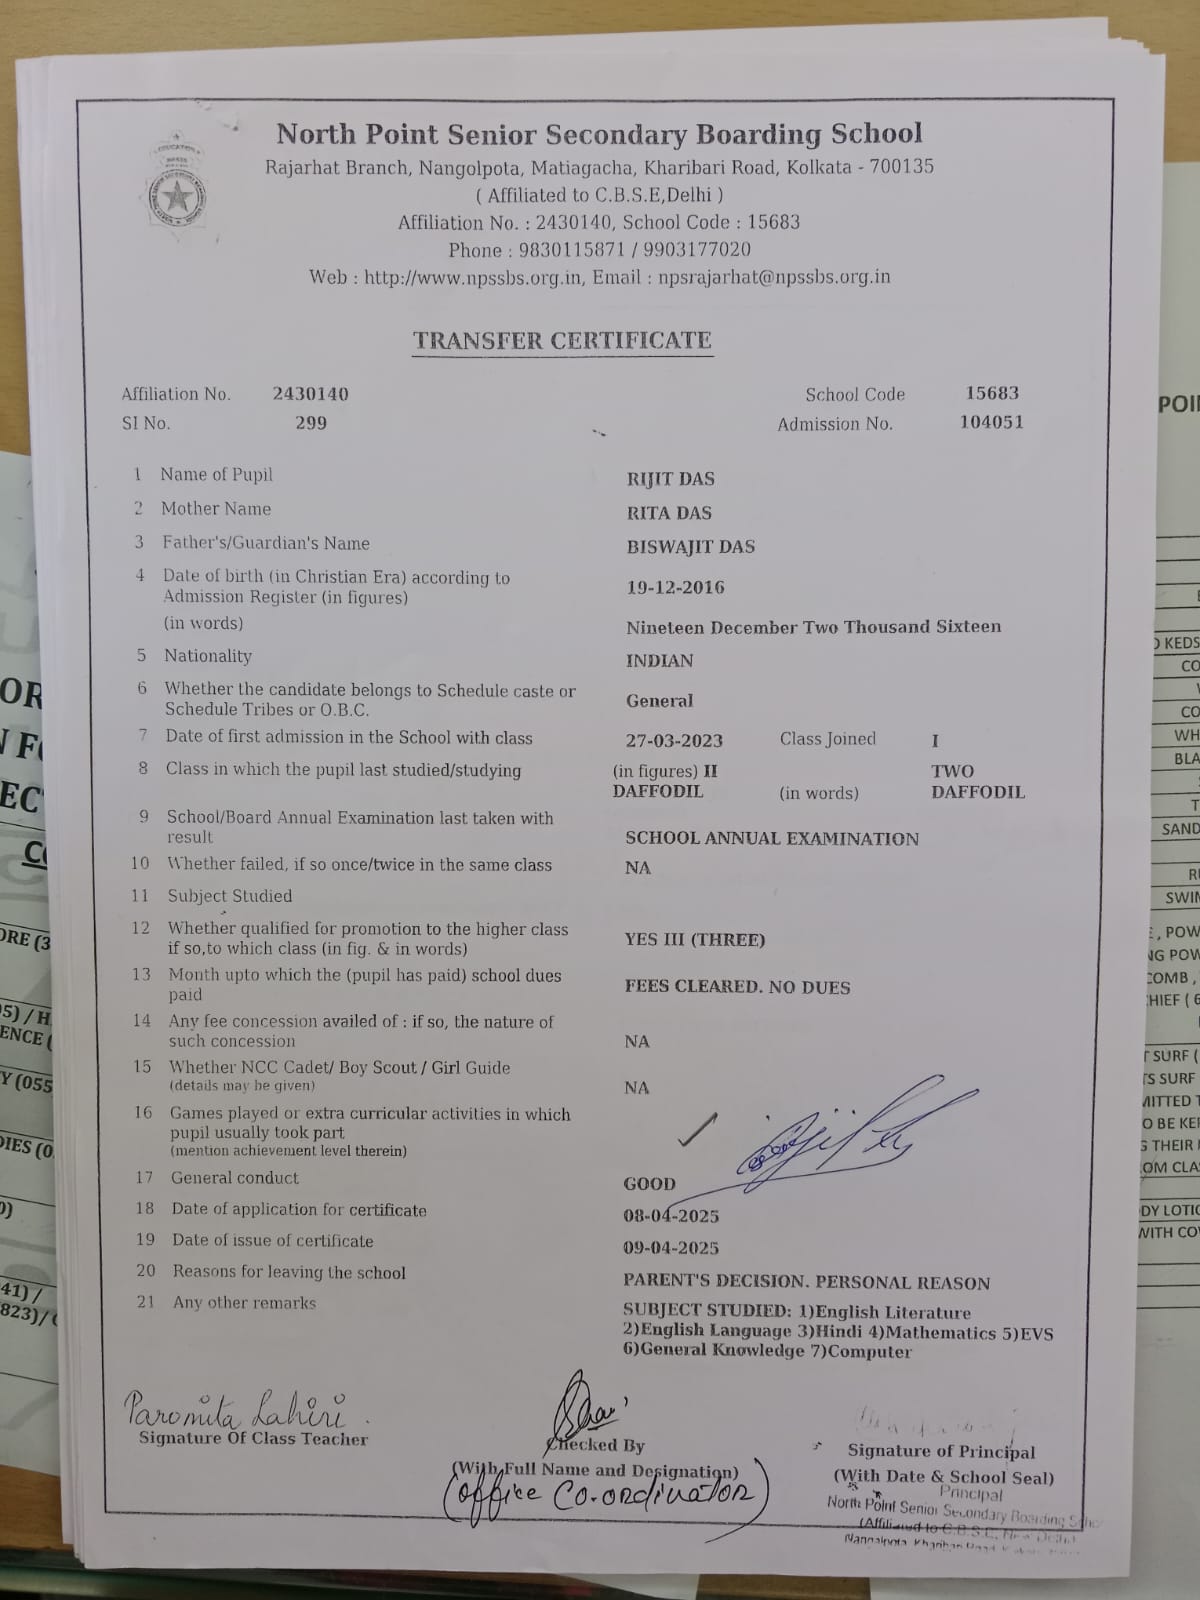 North Point Senior Secondary Boarding School
Rajarhat Branch, Nangolpota, Matiagacha, Kharibari Road, Kolkata - 700135
( Affiliated to C.B.S.E,Delhi )
Affiliation No. : 2430140, School Code : 15683
Phone : 9830115871 / 9903177020
Web : http://www.npssbs.org.in, Email : npsrajarhat@npssbs.org.in
TRANSFER CERTIFICATE
Affiliation No. 2430140 School Code 15683
SI No. 299 Admission No. 104051
1 Name of Pupil RIJIT DAS
2 Mother Name RITA DAS
3 Father's/Guardian's Name BISWAJIT DAS
4 Date of birth (in Christian Era) according to
Admission Register (in figures) 19-12-2016
(in words) Nineteen December Two Thousand Sixteen
5 Nationality INDIAN
6 Whether the candidate belongs to Schedule caste or
Schedule Tribes or O.B.C. General
7 Date of first admission in the School with class 27-03-2023 Class Joined I
8 Class in which the pupil last studied/studying (in figures) II TWO
DAFFODIL (in words) DAFFODIL
9 School/Board Annual Examination last taken with
result SCHOOL ANNUAL EXAMINATION
10 Whether failed, if so once/twice in the same class NA
11 Subject Studied
12 Whether qualified for promotion to the higher class
if so,to which class (in fig. & in words) YES III (THREE)
13 Month upto which the (pupil has paid) school dues
paid FEES CLEARED. NO DUES
14 Any fee concession availed of : if so, the nature of
such concession NA
15 Whether NCC Cadet/ Boy Scout / Girl Guide
(details may be given) NA
16 Games played or extra curricular activities in which
pupil usually took part
(mention achievement level therein)
17 General conduct GOOD
18 Date of application for certificate 08-04-2025
19 Date of issue of certificate 09-04-2025
20 Reasons for leaving the school PARENT'S DECISION. PERSONAL REASON
21 Any other remarks SUBJECT STUDIED: 1)English Literature
2)English Language 3)Hindi 4)Mathematics 5)EVS
6)General Knowledge 7)Computer
Paromita Lahiri
Signature Of Class Teacher
Checked By
(With Full Name and Designation)
(Office Co-ordinator)
Signature of Principal
(With Date & School Seal)
Principal
North Point Senior Secondary Boarding
(Affiliated to C.B.S.E, New Delhi